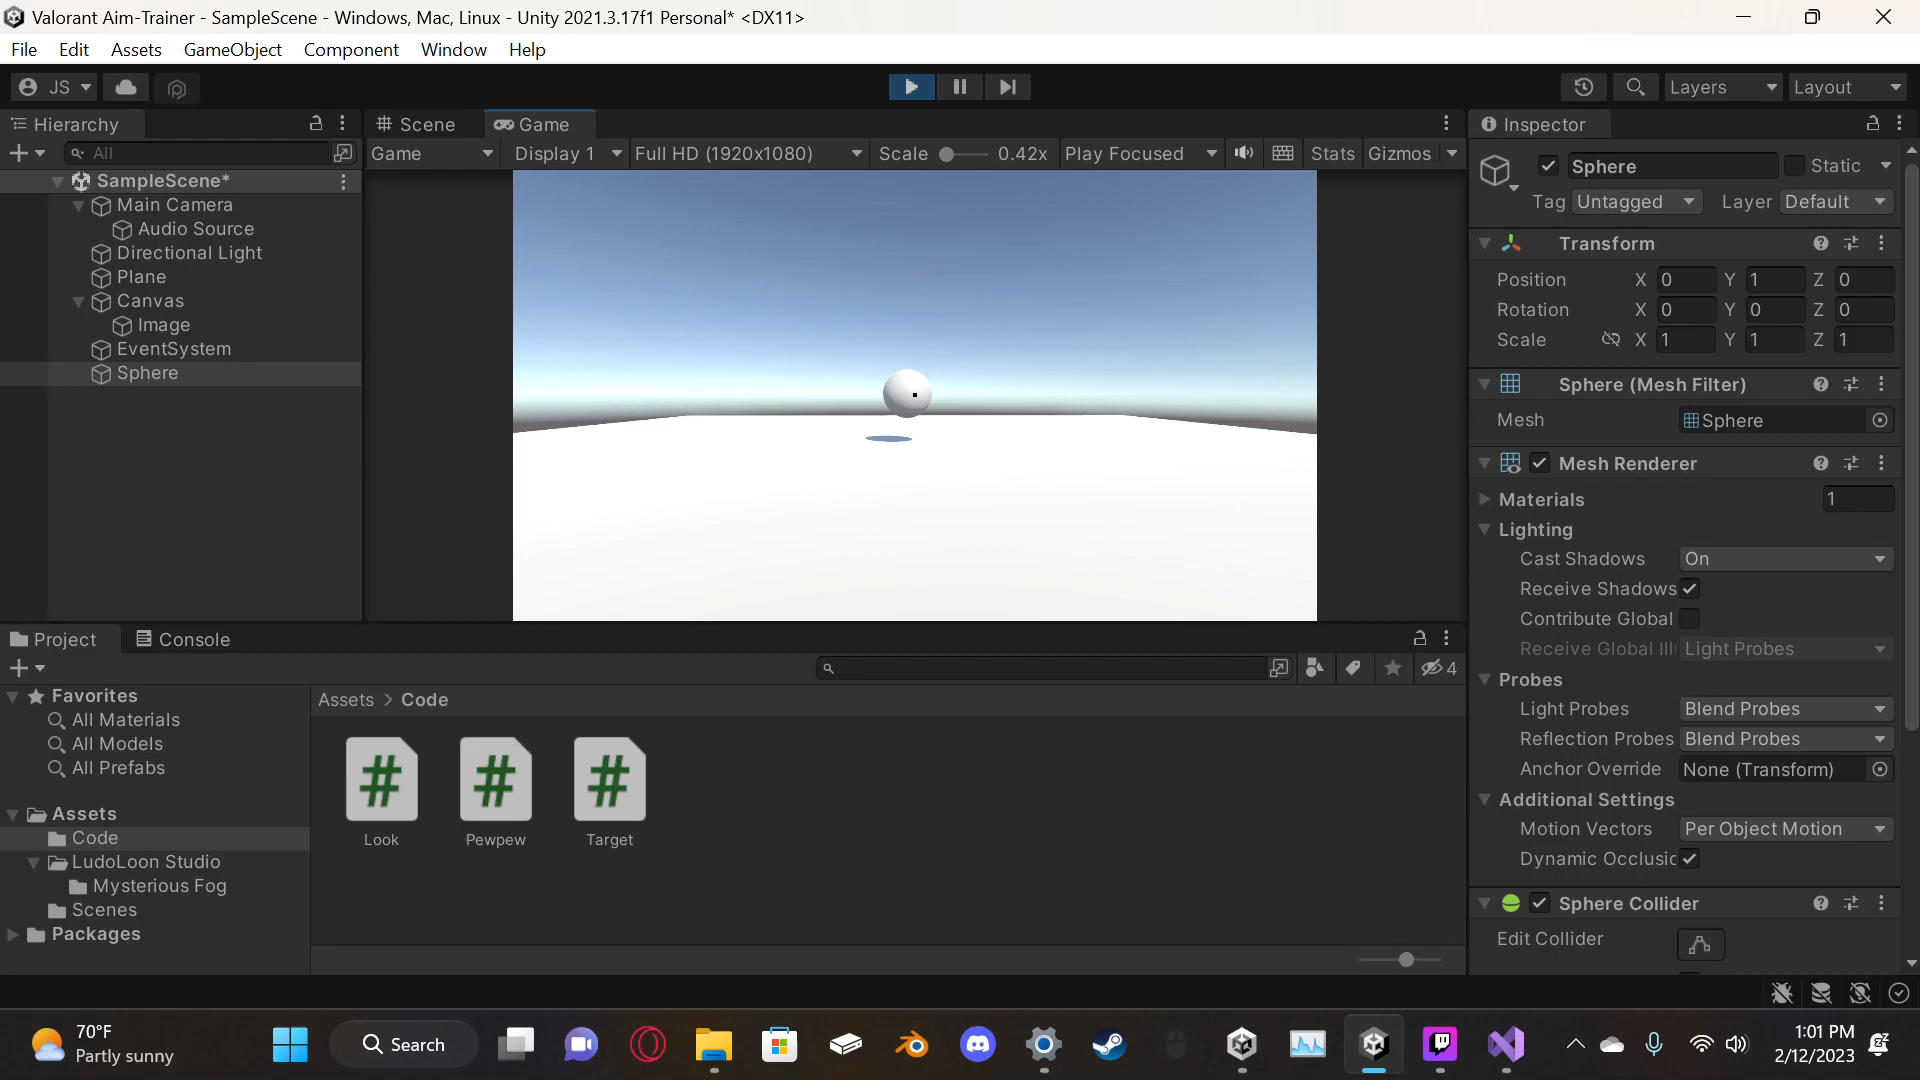 Valorant Aim-Trainer - SampleScene - Windows, Mac, Linux - Unity 2021.3.17f1 Personal* <DX11>
File Edit Assets GameObject Component Window Help
JS Layers Layout
Hierarchy
All
SampleScene*
Main Camera
Audio Source
Directional Light
Plane
Canvas
Image
EventSystem
Sphere
# Scene Game
Game Display 1 Full HD (1920x1080) Scale 0.42x Play Focused Stats Gizmos
Inspector
Sphere Static
Tag Untagged Layer Default
Transform
Position X 0 Y 1 Z 0
Rotation X 0 Y 0 Z 0
Scale X 1 Y 1 Z 1
Sphere (Mesh Filter)
Mesh Sphere
Mesh Renderer
Materials 1
Lighting
Cast Shadows On
Receive Shadows
Contribute Global
Receive Global Ill Light Probes
Probes
Light Probes Blend Probes
Reflection Probes Blend Probes
Anchor Override None (Transform)
Additional Settings
Motion Vectors Per Object Motion
Dynamic Occlusic
Sphere Collider
Edit Collider
Project Console
4
Favorites
All Materials
All Models
All Prefabs
Assets
Code
LudoLoon Studio
Mysterious Fog
Scenes
Packages
Assets > Code
# # #
Look Pewpew Target
70°F
Partly sunny
Search
1:01 PM
2/12/2023